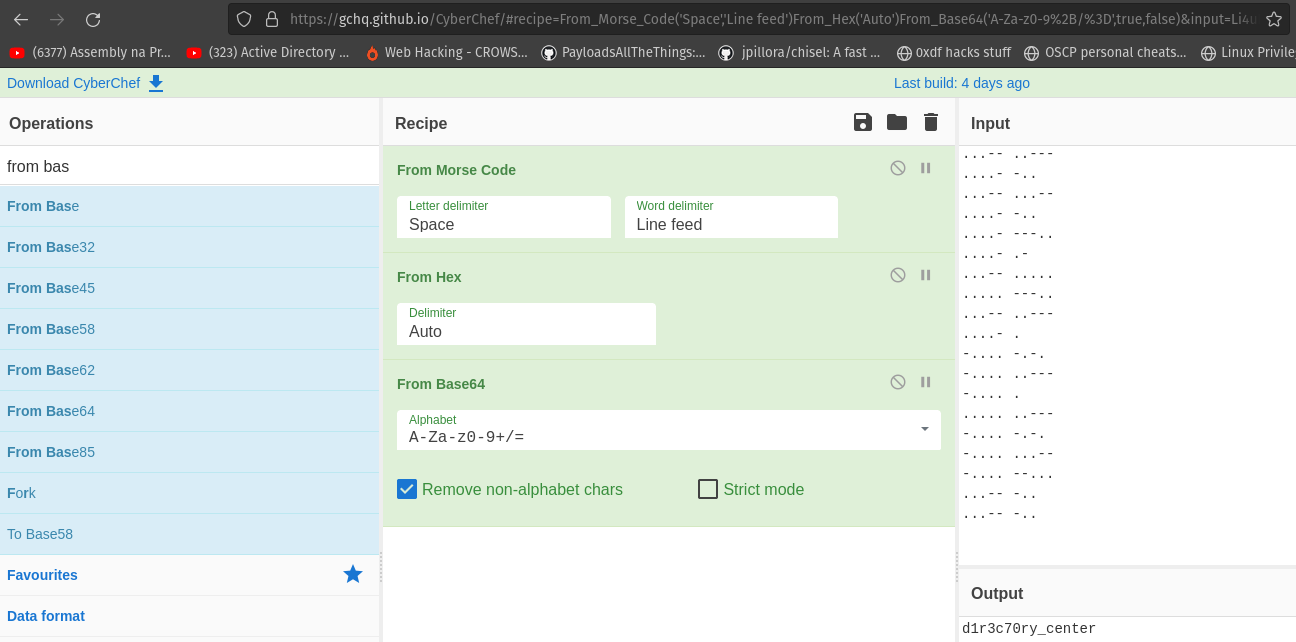 https://gchq.github.io/CyberChef/#recipe=From_Morse_Code('Space','Line feed')From_Hex('Auto')From_Base64('A-Za-z0-9%2B/%3D',true,false)&input=Li4u
(6377) Assembly na Pr... (323) Active Directory ... Web Hacking - CROWS... PayloadsAllTheThings:... jpillora/chisel: A fast ... 0xdf hacks stuff OSCP personal cheats... Linux Privile
Download CyberChef Last build: 4 days ago
Operations
from bas
From Base
From Base32
From Base45
From Base58
From Base62
From Base64
From Base85
Fork
To Base58
Favourites
Data format
Recipe
From Morse Code
Letter delimiter Word delimiter
Space Line feed
From Hex
Delimiter
Auto
From Base64
Alphabet
A-Za-z0-9+/=
Remove non-alphabet chars Strict mode
Input
...-- ..---
....- -..
...-- ...--
....- -..
....- ---..
....- .-
...-- .....
..... ---..
...-- ..---
....- .
-.... -.-.
-.... ..---
-.... .
..... ..---
-.... -.-.
-.... ...--
-.... --...
...-- -..
...-- -..
Output
d1r3c70ry_center